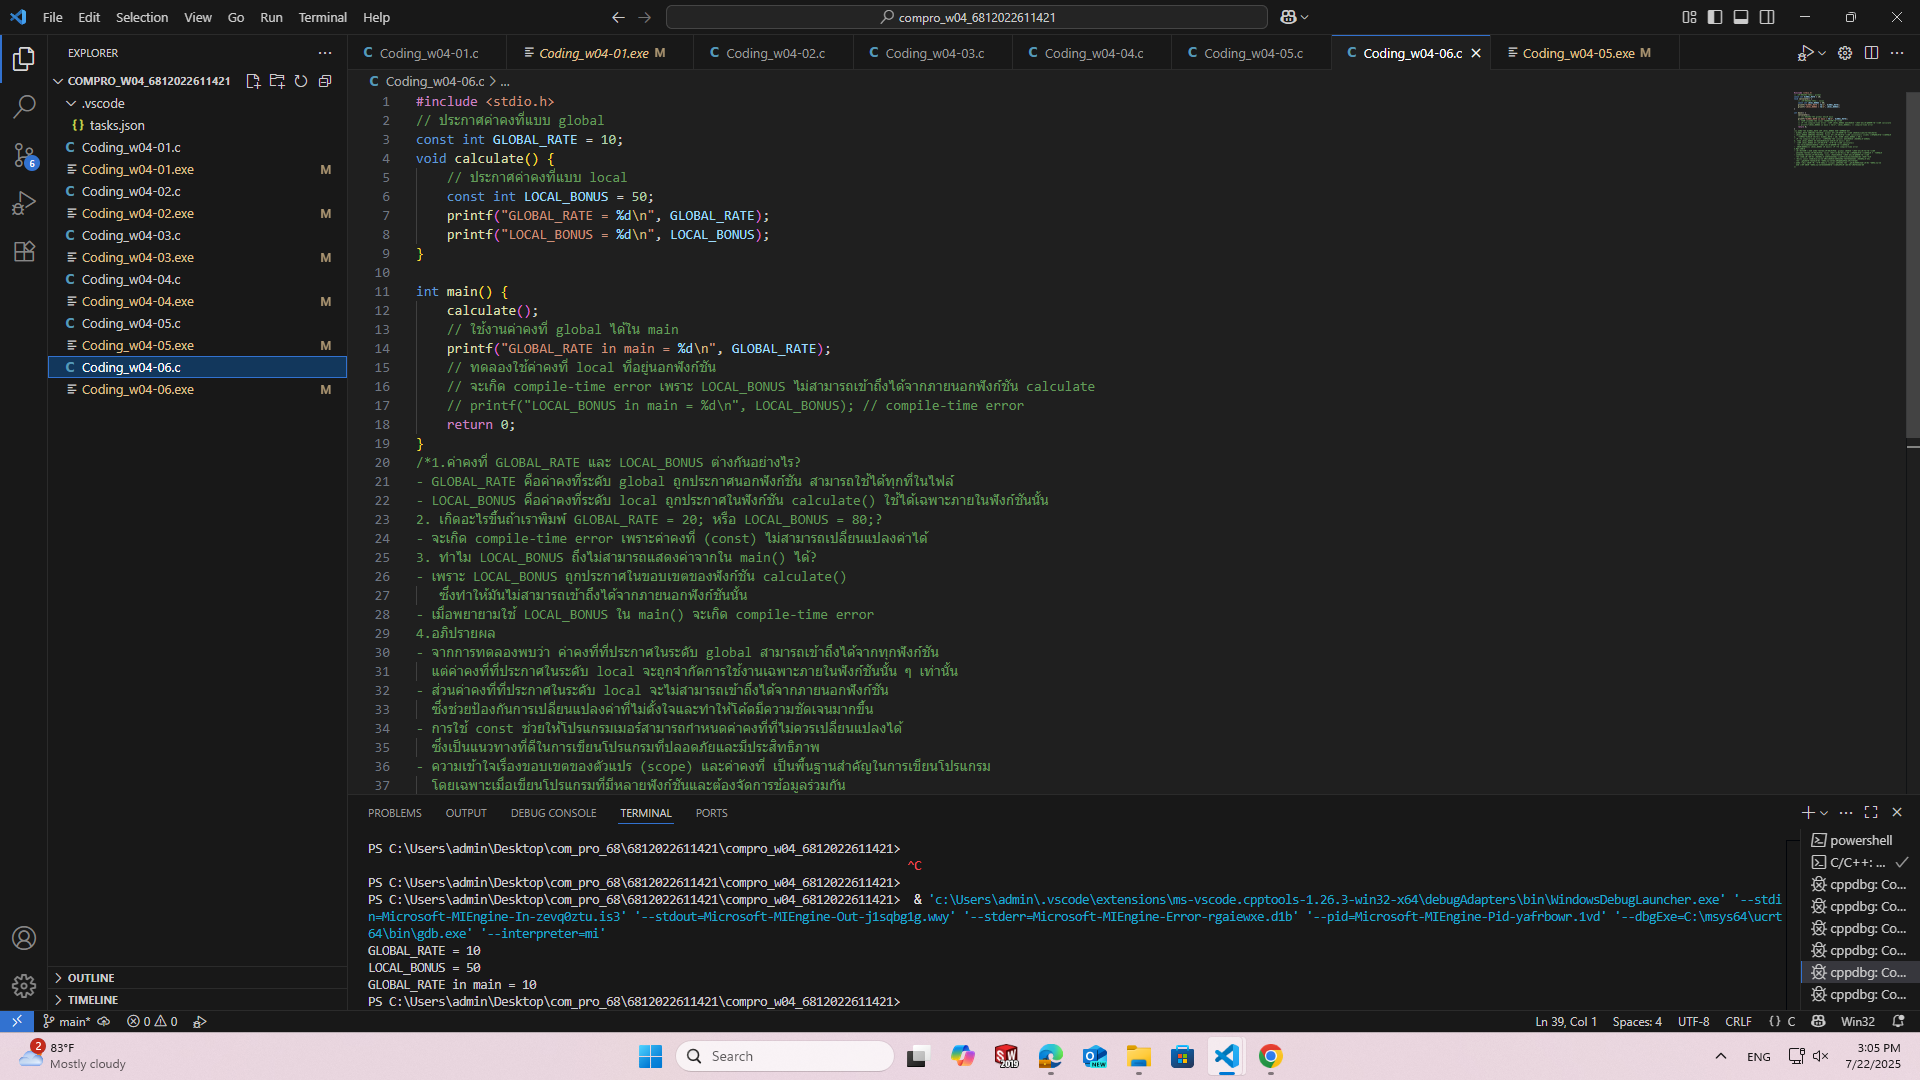 File Edit Selection View Go Run Terminal Help
compro_w04_6812022611421
EXPLORER
COMPRO_W04_6812022611421
.vscode
tasks.json
Coding_w04-01.c
Coding_w04-01.exe M
Coding_w04-02.c
Coding_w04-02.exe M
Coding_w04-03.c
Coding_w04-03.exe M
Coding_w04-04.c
Coding_w04-04.exe M
Coding_w04-05.c
Coding_w04-05.exe M
Coding_w04-06.c
Coding_w04-06.exe M
OUTLINE
TIMELINE
6
Coding_w04-01.c Coding_w04-01.exe M Coding_w04-02.c Coding_w04-03.c Coding_w04-04.c Coding_w04-05.c Coding_w04-06.c Coding_w04-05.exe M
C Coding_w04-06.c > ...
1 #include <stdio.h>
2 // ประกาศค่าคงที่แบบ global
3 const int GLOBAL_RATE = 10;
4 void calculate() {
5 // ประกาศค่าคงที่แบบ local
6 const int LOCAL_BONUS = 50;
7 printf("GLOBAL_RATE = %d\n", GLOBAL_RATE);
8 printf("LOCAL_BONUS = %d\n", LOCAL_BONUS);
9 }
10
11 int main() {
12 calculate();
13 // ใช้งานค่าคงที่ global ได้ใน main
14 printf("GLOBAL_RATE in main = %d\n", GLOBAL_RATE);
15 // ทดลองใช้ค่าคงที่ local ที่อยู่นอกฟังก์ชัน
16 // จะเกิด compile-time error เพราะ LOCAL_BONUS ไม่สามารถเข้าถึงได้จากภายนอกฟังก์ชัน calculate
17 // printf("LOCAL_BONUS in main = %d\n", LOCAL_BONUS); // compile-time error
18 return 0;
19 }
20 /*1.ค่าคงที่ GLOBAL_RATE และ LOCAL_BONUS ต่างกันอย่างไร?
21 - GLOBAL_RATE คือค่าคงที่ระดับ global ถูกประกาศนอกฟังก์ชัน สามารถใช้ได้ทุกที่ในไฟล์
22 - LOCAL_BONUS คือค่าคงที่ระดับ local ถูกประกาศในฟังก์ชัน calculate() ใช้ได้เฉพาะภายในฟังก์ชันนั้น
23 2. เกิดอะไรขึ้นถ้าเราพิมพ์ GLOBAL_RATE = 20; หรือ LOCAL_BONUS = 80;?
24 - จะเกิด compile-time error เพราะค่าคงที่ (const) ไม่สามารถเปลี่ยนแปลงค่าได้
25 3. ทำไม LOCAL_BONUS ถึงไม่สามารถแสดงค่าจากใน main() ได้?
26 - เพราะ LOCAL_BONUS ถูกประกาศในขอบเขตของฟังก์ชัน calculate()
27 ซึ่งทำให้มันไม่สามารถเข้าถึงได้จากภายนอกฟังก์ชันนั้น
28 - เมื่อพยายามใช้ LOCAL_BONUS ใน main() จะเกิด compile-time error
29 4.อภิปรายผล
30 - จากการทดลองพบว่า ค่าคงที่ที่ประกาศในระดับ global สามารถเข้าถึงได้จากทุกฟังก์ชัน
31 แต่ค่าคงที่ที่ประกาศในระดับ local จะถูกจำกัดการใช้งานเฉพาะภายในฟังก์ชันนั้น ๆ เท่านั้น
32 - ส่วนค่าคงที่ที่ประกาศในระดับ local จะไม่สามารถเข้าถึงได้จากภายนอกฟังก์ชัน
33 ซึ่งช่วยป้องกันการเปลี่ยนแปลงค่าที่ไม่ตั้งใจและทำให้โค้ดมีความชัดเจนมากขึ้น
34 - การใช้ const ช่วยให้โปรแกรมเมอร์สามารถกำหนดค่าคงที่ที่ไม่ควรเปลี่ยนแปลงได้
35 ซึ่งเป็นแนวทางที่ดีในการเขียนโปรแกรมที่ปลอดภัยและมีประสิทธิภาพ
36 - ความเข้าใจเรื่องขอบเขตของตัวแปร (scope) และค่าคงที่ เป็นพื้นฐานสำคัญในการเขียนโปรแกรม
37 โดยเฉพาะเมื่อเขียนโปรแกรมที่มีหลายฟังก์ชันและต้องจัดการข้อมูลร่วมกัน
PROBLEMS OUTPUT DEBUG CONSOLE TERMINAL PORTS
PS C:\Users\admin\Desktop\com_pro_68\6812022611421\compro_w04_6812022611421>
^C
PS C:\Users\admin\Desktop\com_pro_68\6812022611421\compro_w04_6812022611421>
PS C:\Users\admin\Desktop\com_pro_68\6812022611421\compro_w04_6812022611421> & 'c:\Users\admin\.vscode\extensions\ms-vscode.cpptools-1.26.3-win32-x64\debugAdapters\bin\WindowsDebugLauncher.exe' '--stdi
n=Microsoft-MIEngine-In-zevq0ztu.is3' '--stdout=Microsoft-MIEngine-Out-j1sqbg1g.wwy' '--stderr=Microsoft-MIEngine-Error-rgaiewxe.d1b' '--pid=Microsoft-MIEngine-Pid-yafrbowr.1vd' '--dbgExe=C:\msys64\ucrt
64\bin\gdb.exe' '--interpreter=mi'
GLOBAL_RATE = 10
LOCAL_BONUS = 50
GLOBAL_RATE in main = 10
PS C:\Users\admin\Desktop\com_pro_68\6812022611421\compro_w04_6812022611421>
powershell
C/C++: ...
cppdbg: Co...
cppdbg: Co...
cppdbg: Co...
cppdbg: Co...
cppdbg: Co...
cppdbg: Co...
main* 0 0 Ln 39, Col 1 Spaces: 4 UTF-8 CRLF {} C Win32
2 83°F
Mostly cloudy
Search
SW 2019
NEW
ENG
3:05 PM
7/22/2025